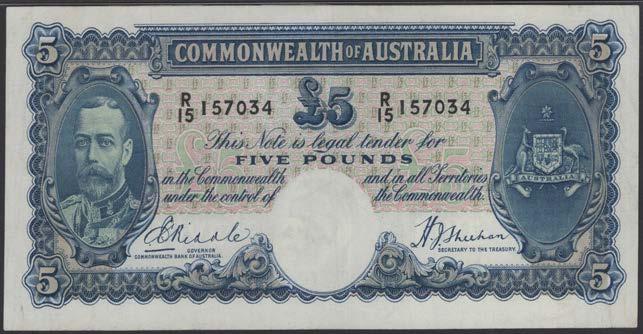 5 COMMONWEALTH OF AUSTRALIA 5
R/15 157034 £5 R/15 157034
This Note is legal tender for
FIVE POUNDS
in the Commonwealth and in all Territories
under the control of the Commonwealth.
AUSTRALIA
E Riddle H.J. Sheehan
GOVERNOR SECRETARY TO THE TREASURY
COMMONWEALTH BANK OF AUSTRALIA.
5 5